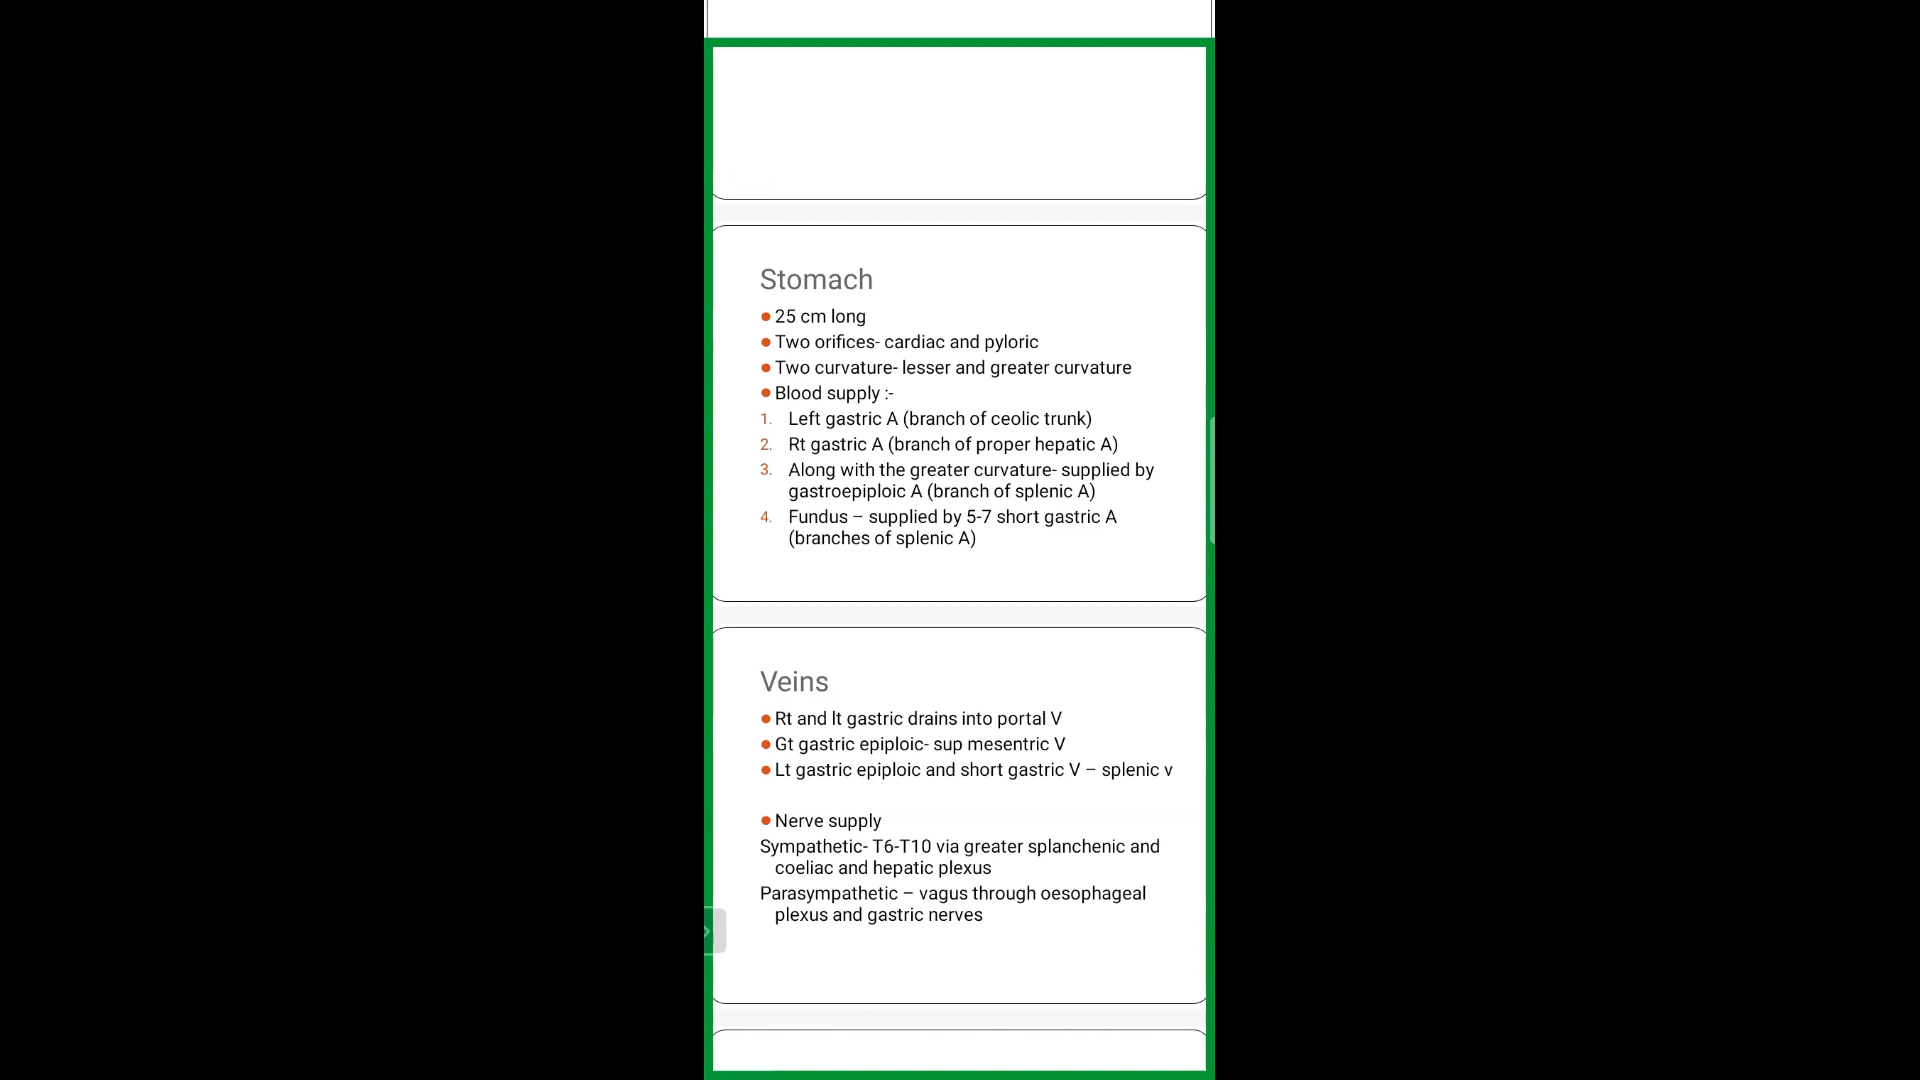 Stomach
● 25 cm long
● Two orifices- cardiac and pyloric
● Two curvature- lesser and greater curvature
● Blood supply :-
1. Left gastric A (branch of ceolic trunk)
2. Rt gastric A (branch of proper hepatic A)
3. Along with the greater curvature- supplied by
gastroepiploic A (branch of splenic A)
4. Fundus – supplied by 5-7 short gastric A
(branches of splenic A)
Veins
● Rt and lt gastric drains into portal V
● Gt gastric epiploic- sup mesentric V
● Lt gastric epiploic and short gastric V – splenic v
● Nerve supply
Sympathetic- T6-T10 via greater splanchenic and
coeliac and hepatic plexus
Parasympathetic – vagus through oesophageal
plexus and gastric nerves